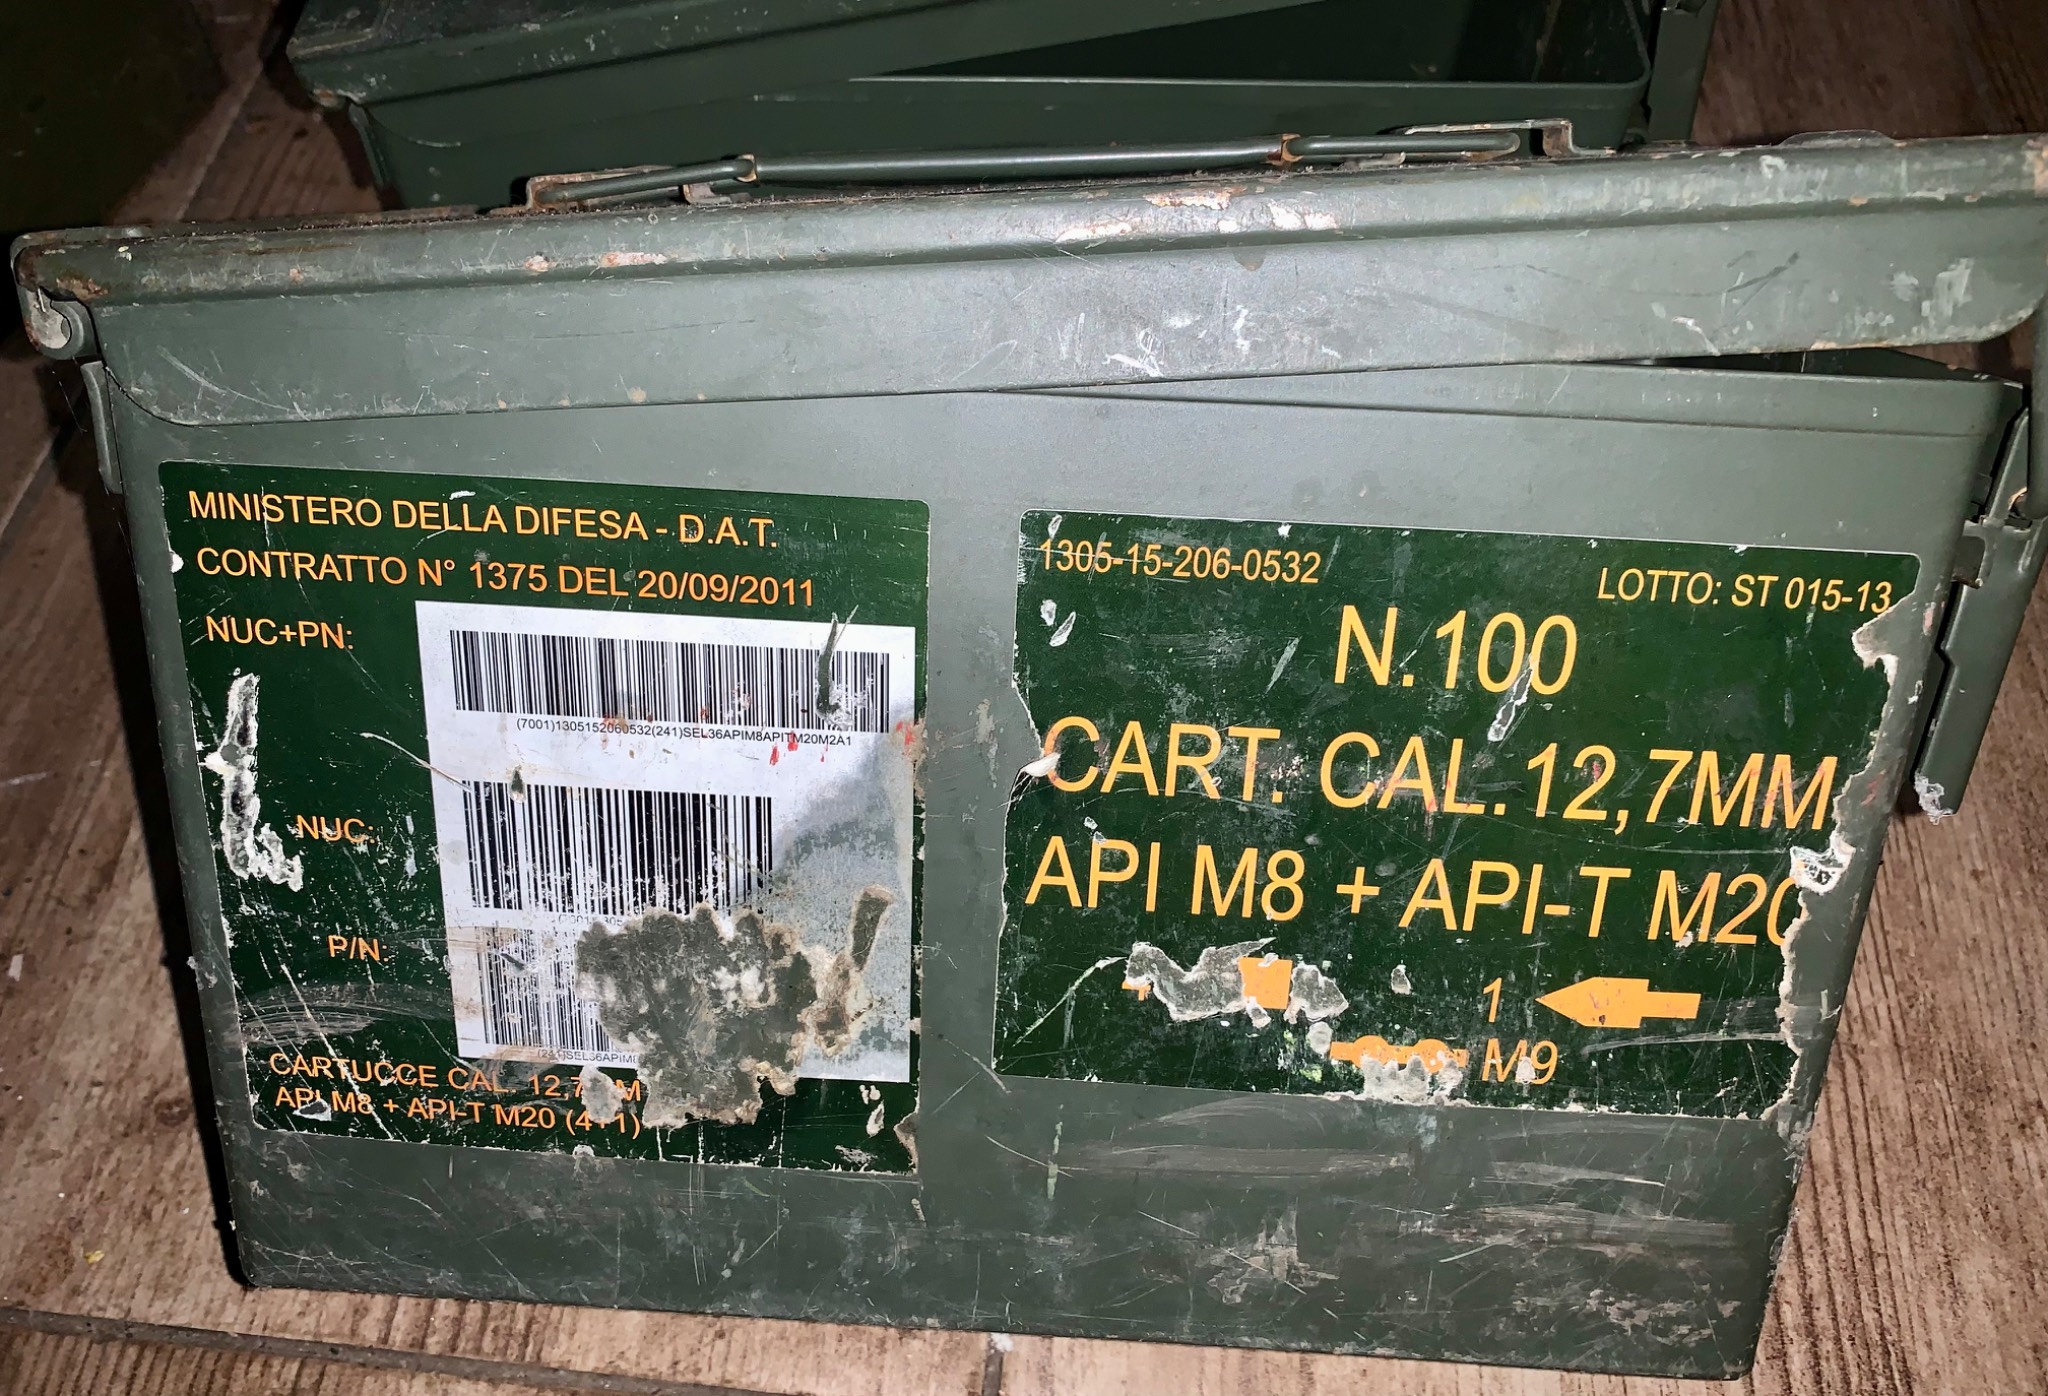 MINISTERO DELLA DIFESA - D.A.T.
CONTRATTO N° 1375 DEL 20/09/2011
NUC+PN:
(7001)1305152060532(241)SEL36APIM8APITM20M2A1
NUC:
P/N:
(241)SEL36APIM8
CARTUCCE CAL. 12,7 M
API M8 + API-T M20 (4+1)
1305-15-206-0532
LOTTO: ST 015-13
N.100
CART. CAL. 12,7MM
API M8 + API-T M20
1
M9